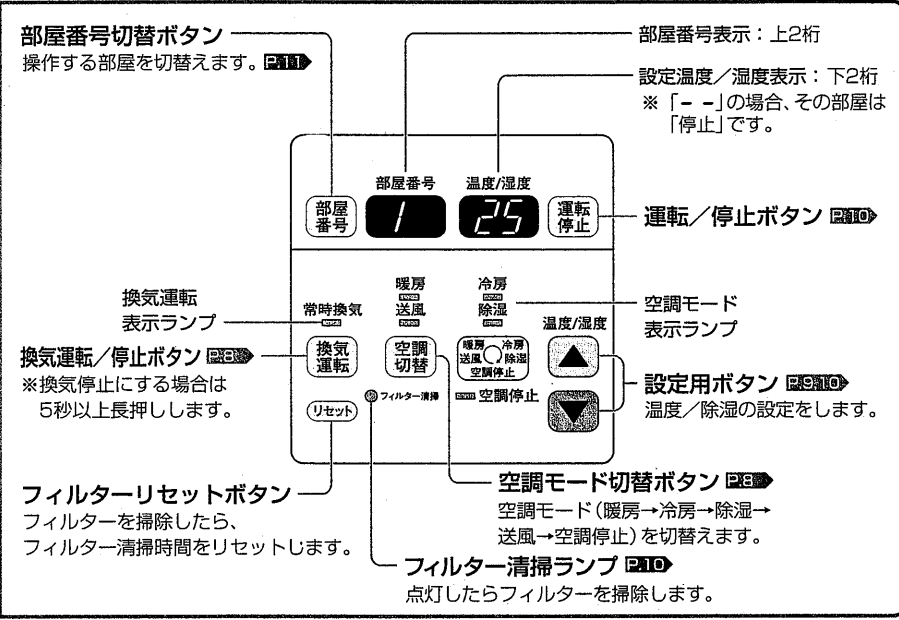 部屋番号切替ボタン
操作する部屋を切替えます。P.11
部屋番号表示：上2桁
設定温度／湿度表示：下2桁
※「- -」の場合、その部屋は
「停止」です。
部屋番号
温度/湿度
部屋
番号
1
25
運転
停止
運転／停止ボタン P.10
換気運転
表示ランプ
常時換気
暖房
送風
冷房
除湿
空調モード
表示ランプ
温度/湿度
換気運転／停止ボタン P.8
※換気停止にする場合は
5秒以上長押しします。
換気
運転
空調
切替
暖房 冷房
送風 除湿
空調停止
▲
設定用ボタン P.9・10
温度／除湿の設定をします。
リセット
フィルター清掃
空調停止
▼
フィルターリセットボタン
フィルターを掃除したら、
フィルター清掃時間をリセットじます。
空調モード切替ボタン P.8
空調モード（暖房→冷房→除湿→
送風→空調停止）を切替えます。
フィルター清掃ランプ P.10
点灯したらフィルターを掃除します。